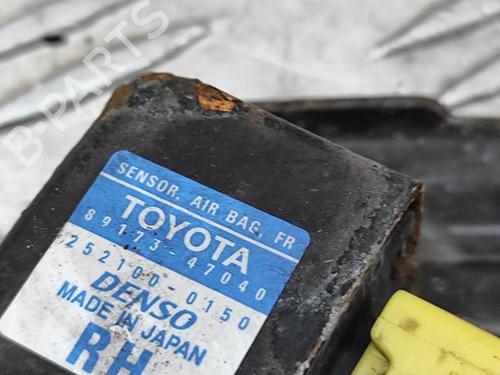 B-PARTS
SENSOR, AIR BAG, FR
TOYOTA
89173-47040
252100-0150
DENSO
MADE IN JAPAN
RH